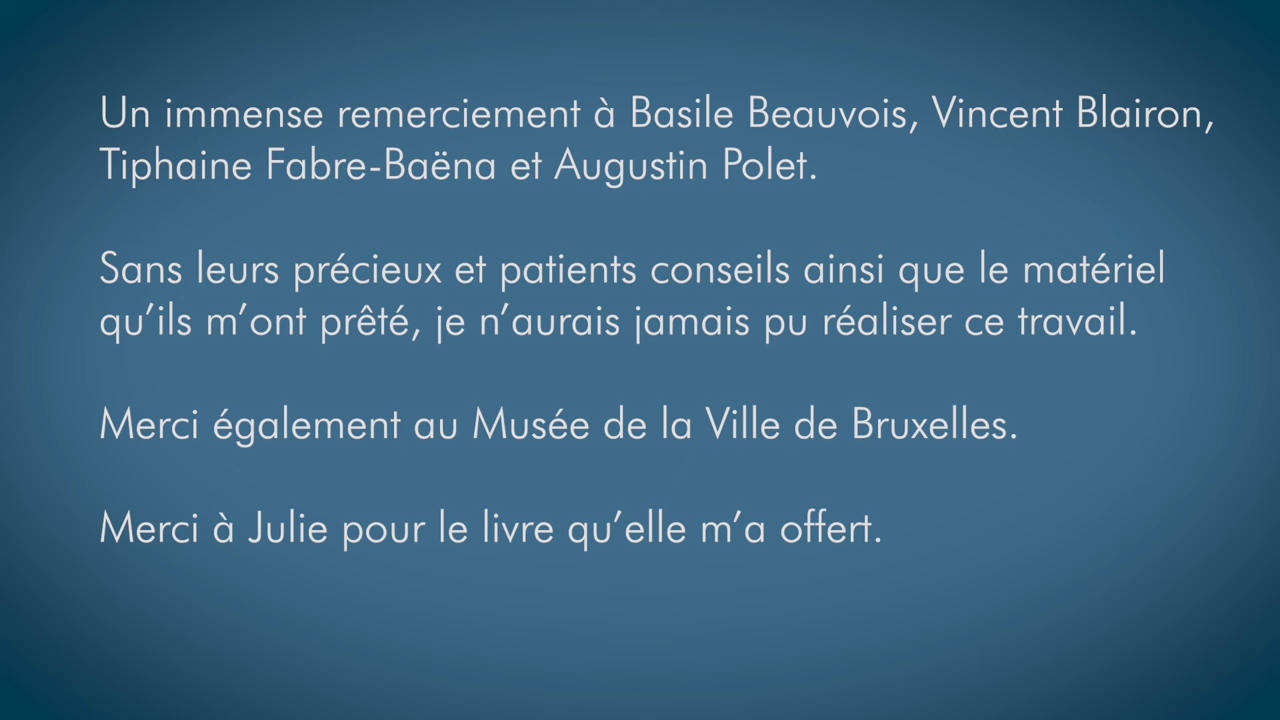 Un immense remerciement à Basile Beauvois, Vincent Blairon,
Tiphaine Fabre-Baëna et Augustin Polet.
Sans leurs précieux et patients conseils ainsi que le matériel
qu’ils m’ont prêté, je n’aurais jamais pu réaliser ce travail.
Merci également au Musée de la Ville de Bruxelles.
Merci à Julie pour le livre qu’elle m’a offert.